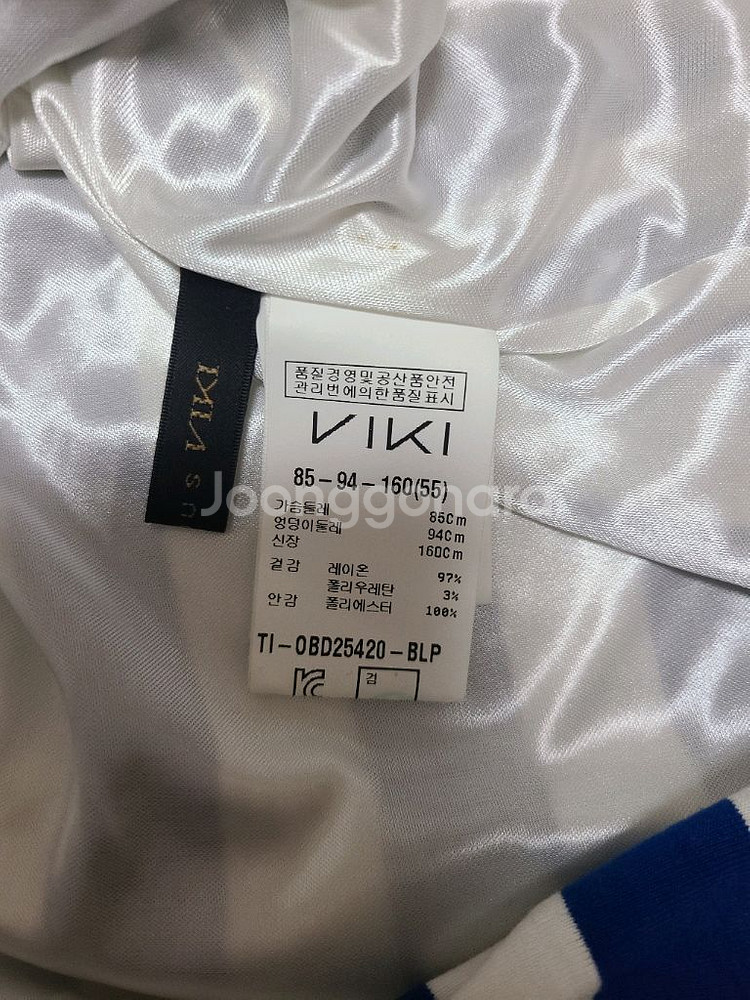 품질경영및공산품안전
관리번에의한품질표시
VIKI
85-94-160(55)
가슴둘레 85Cm
엉덩이둘레 94Cm
신장 160Cm
겉감 레이온 97%
폴리우레탄 3%
안감 폴리에스터 100%
TI-OBD25420-BLP
검
VIKI
Joonggonara